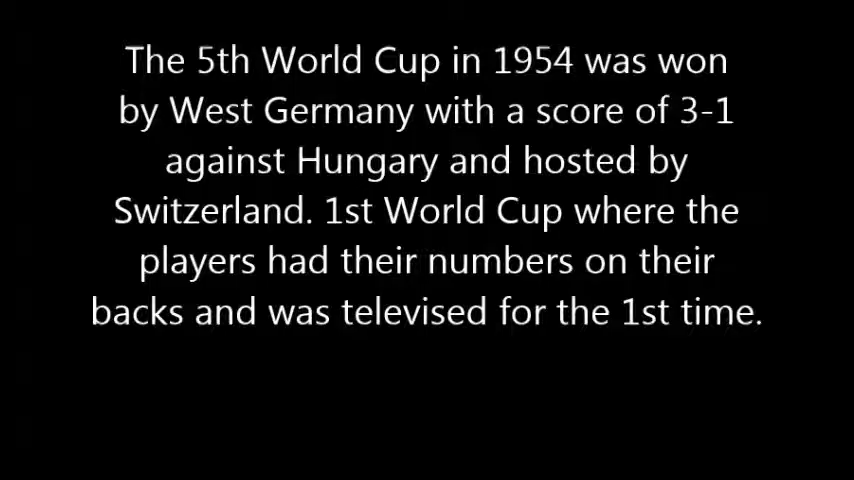 The 5th World Cup in 1954 was won
by West Germany with a score of 3-1
against Hungary and hosted by
Switzerland. 1st World Cup where the
players had their numbers on their
backs and was televised for the 1st time.